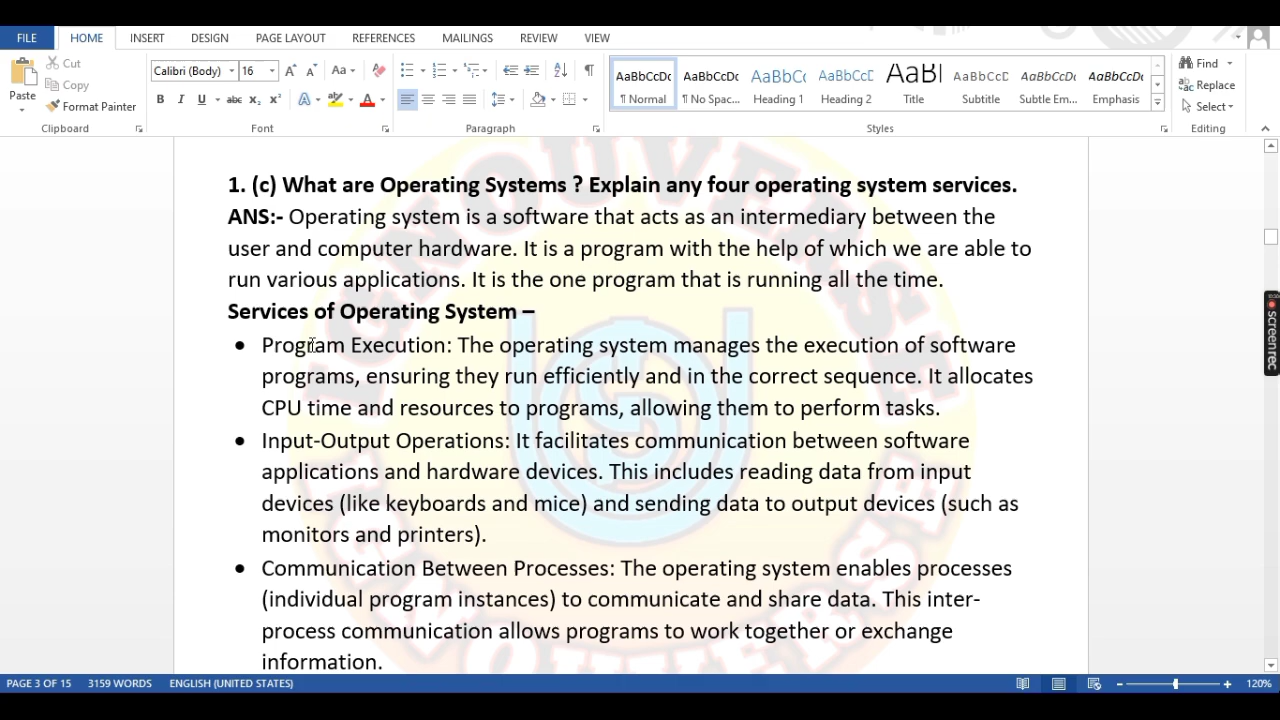 FILE HOME INSERT DESIGN PAGE LAYOUT REFERENCES MAILINGS REVIEW VIEW
Cut
Copy
Format Painter
Paste
Clipboard
Calibri (Body) 16
Aa
B I U abc x₂ x²
A
Font
Paragraph
AaBbCcDc AaBbCcDc AaBbCc AaBbCcD AaBl AaBbCcD AaBbCcDc AaBbCcDc
¶ Normal ¶ No Spac... Heading 1 Heading 2 Title Subtitle Subtle Em... Emphasis
Styles
Find
Replace
Select
Editing
1. (c) What are Operating Systems ? Explain any four operating system services.
ANS:- Operating system is a software that acts as an intermediary between the
user and computer hardware. It is a program with the help of which we are able to
run various applications. It is the one program that is running all the time.
Services of Operating System –
• Program Execution: The operating system manages the execution of software
programs, ensuring they run efficiently and in the correct sequence. It allocates
CPU time and resources to programs, allowing them to perform tasks.
• Input-Output Operations: It facilitates communication between software
applications and hardware devices. This includes reading data from input
devices (like keyboards and mice) and sending data to output devices (such as
monitors and printers).
• Communication Between Processes: The operating system enables processes
(individual program instances) to communicate and share data. This inter-
process communication allows programs to work together or exchange
information.
screenrec
PAGE 3 OF 15 3159 WORDS ENGLISH (UNITED STATES) 120%